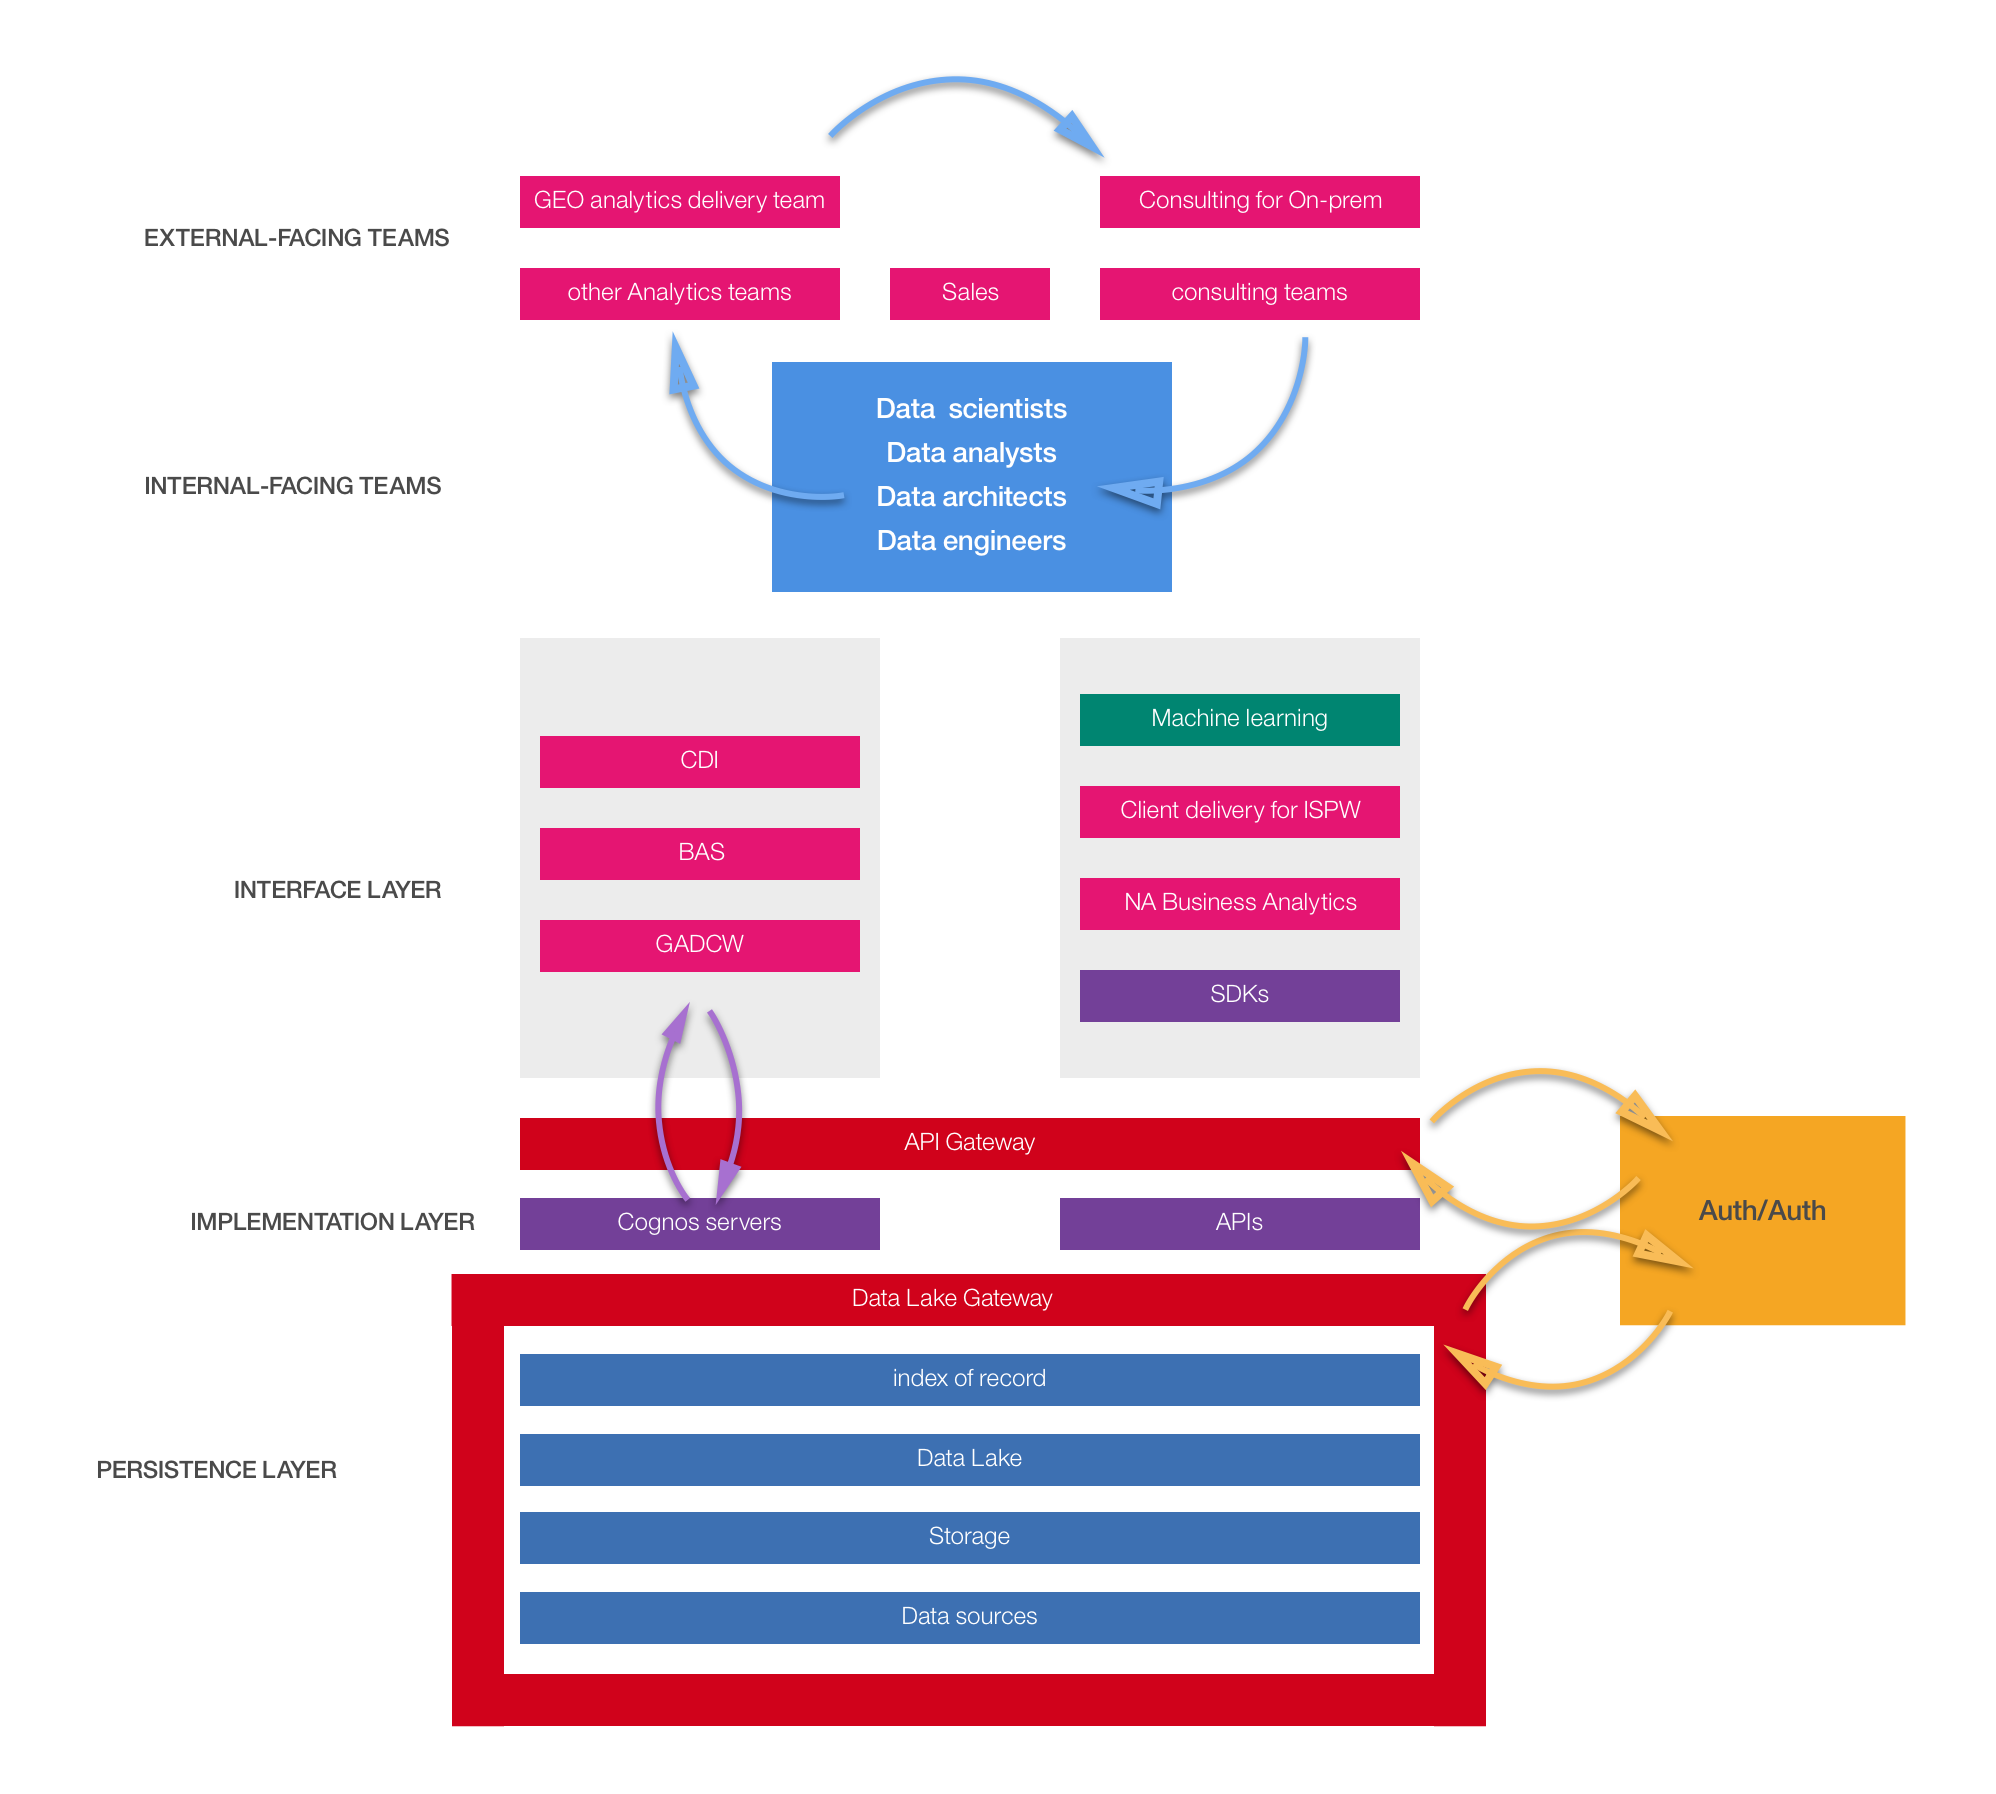 GEO analytics delivery team
Consulting for On-prem
EXTERNAL-FACING TEAMS
other Analytics teams
Sales
consulting teams
Data scientists
Data analysts
INTERNAL-FACING TEAMS
Data architects
Data engineers
Machine learning
CDI
Client delivery for ISPW
BAS
INTERFACE LAYER
NA Business Analytics
GADCW
SDKs
API Gateway
Auth/Auth
IMPLEMENTATION LAYER
Cognos servers
APIs
Data Lake Gateway
index of record
Data Lake
PERSISTENCE LAYER
Storage
Data sources